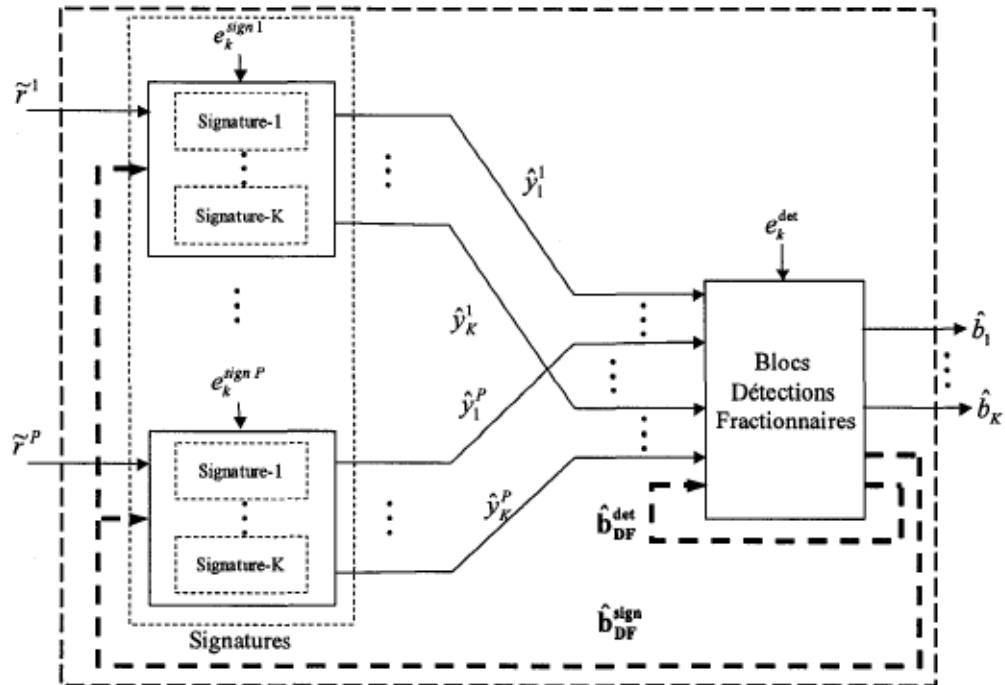 e_k^{sign 1}
r̃^1
Signature-1
Signature-K
ŷ_1^1
ŷ_K^1
e_k^{det}
b̂_1
Blocs
Détections
Fractionnaires
b̂_K
e_k^{sign P}
r̃^P
Signature-1
Signature-K
ŷ_1^P
ŷ_K^P
b̂_DF^det
b̂_DF^sign
Signatures